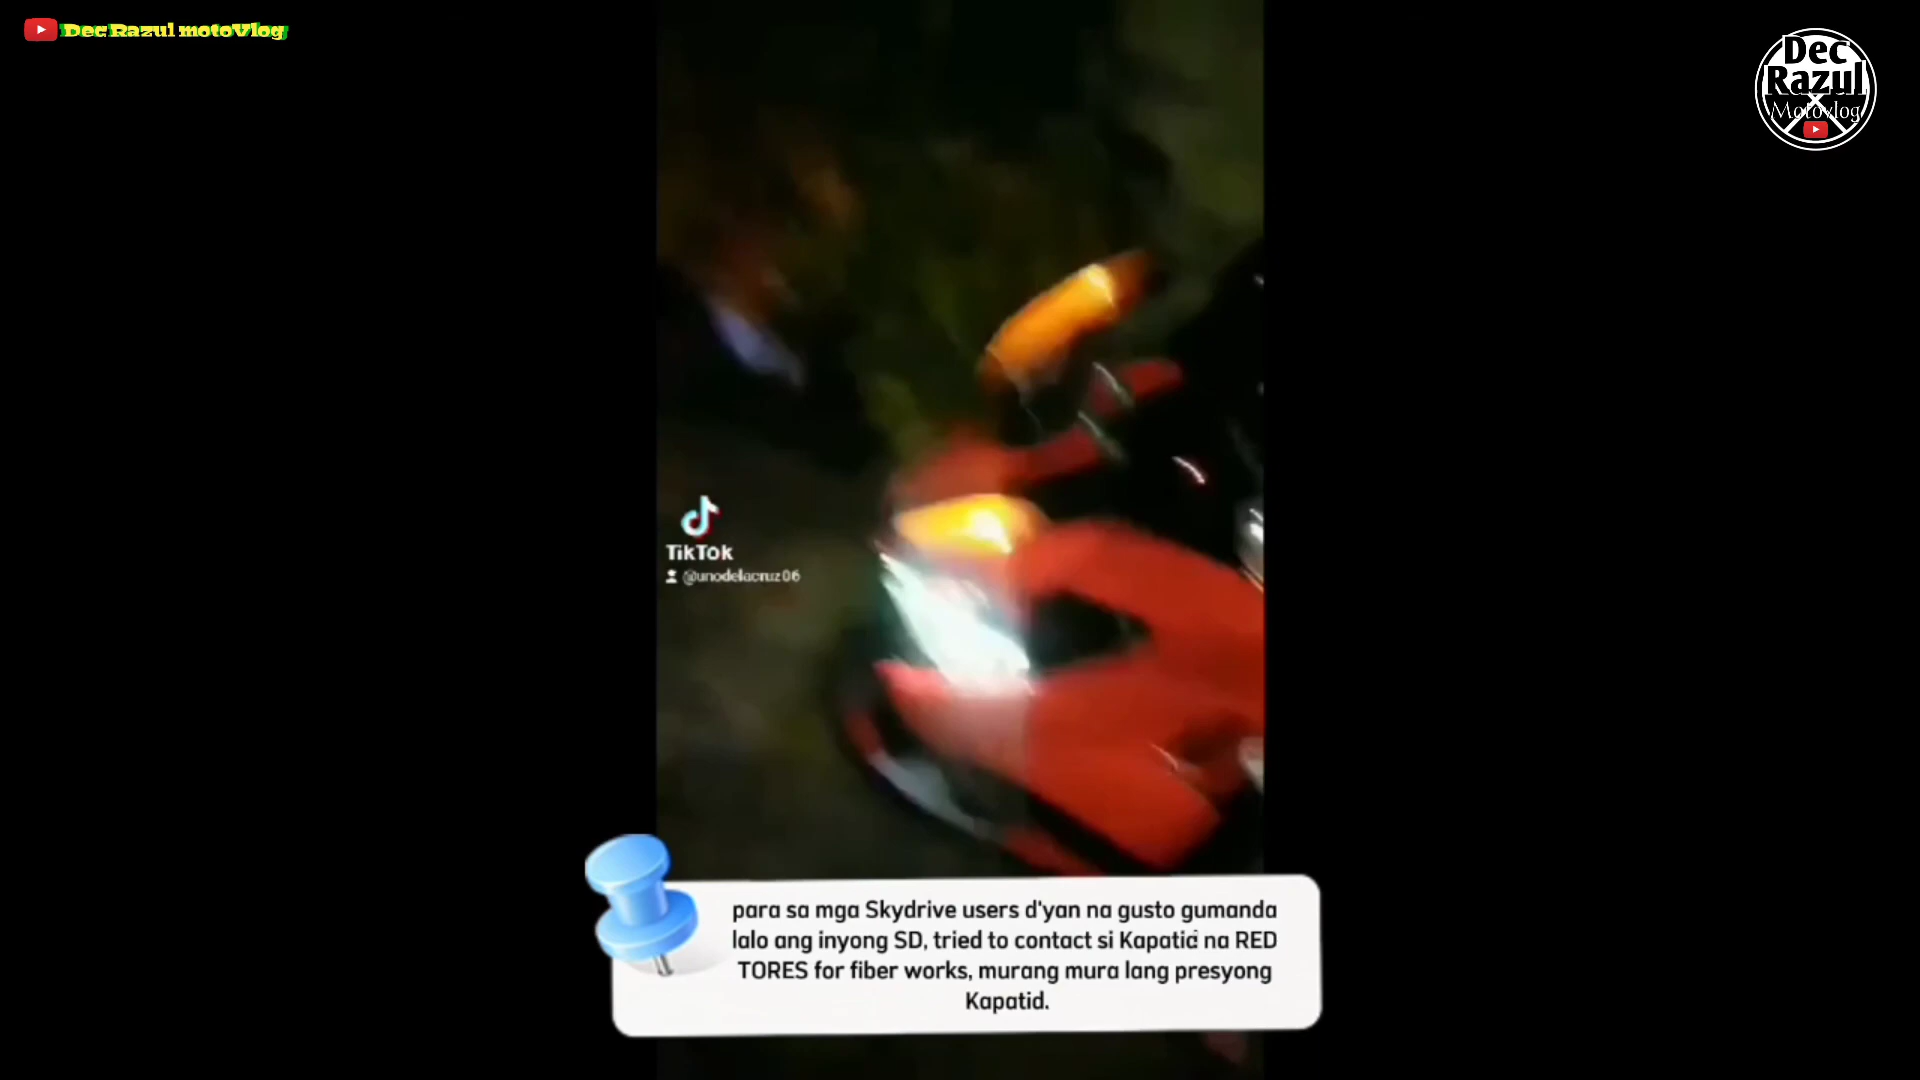 Dec Razul motoVlog
Dec
Razul
Motovlog
TikTok
@unodelacruz06
para sa mga Skydrive users d'yan na gusto gumanda
lalo ang inyong SD, tried to contact si Kapatid na RED
TORES for fiber works, murang mura lang presyong
Kapatid.